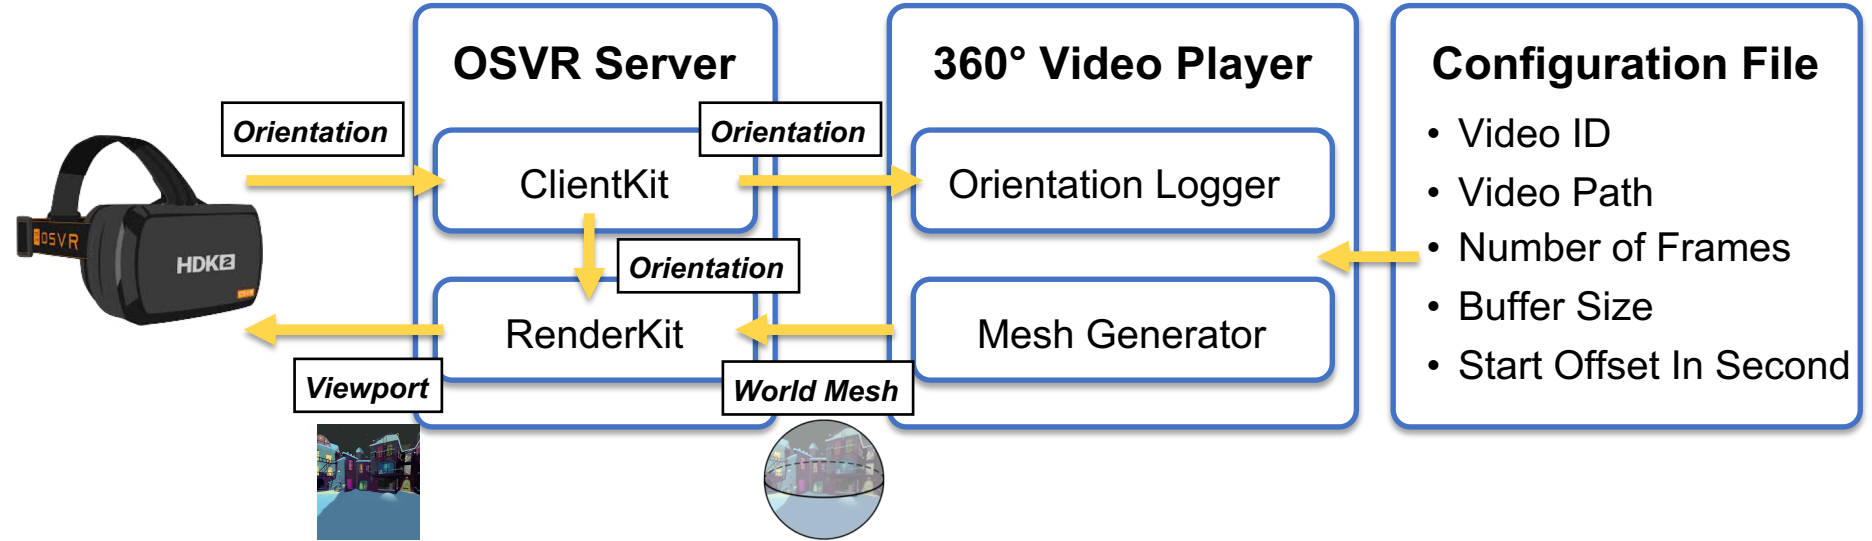 OSVR Server
360° Video Player
Configuration File
Orientation
Orientation
• Video ID
ClientKit
Orientation Logger
• Video Path
OSVR
HDK2
Orientation
• Number of Frames
• Buffer Size
RenderKit
Mesh Generator
• Start Offset In Second
Viewport
World Mesh